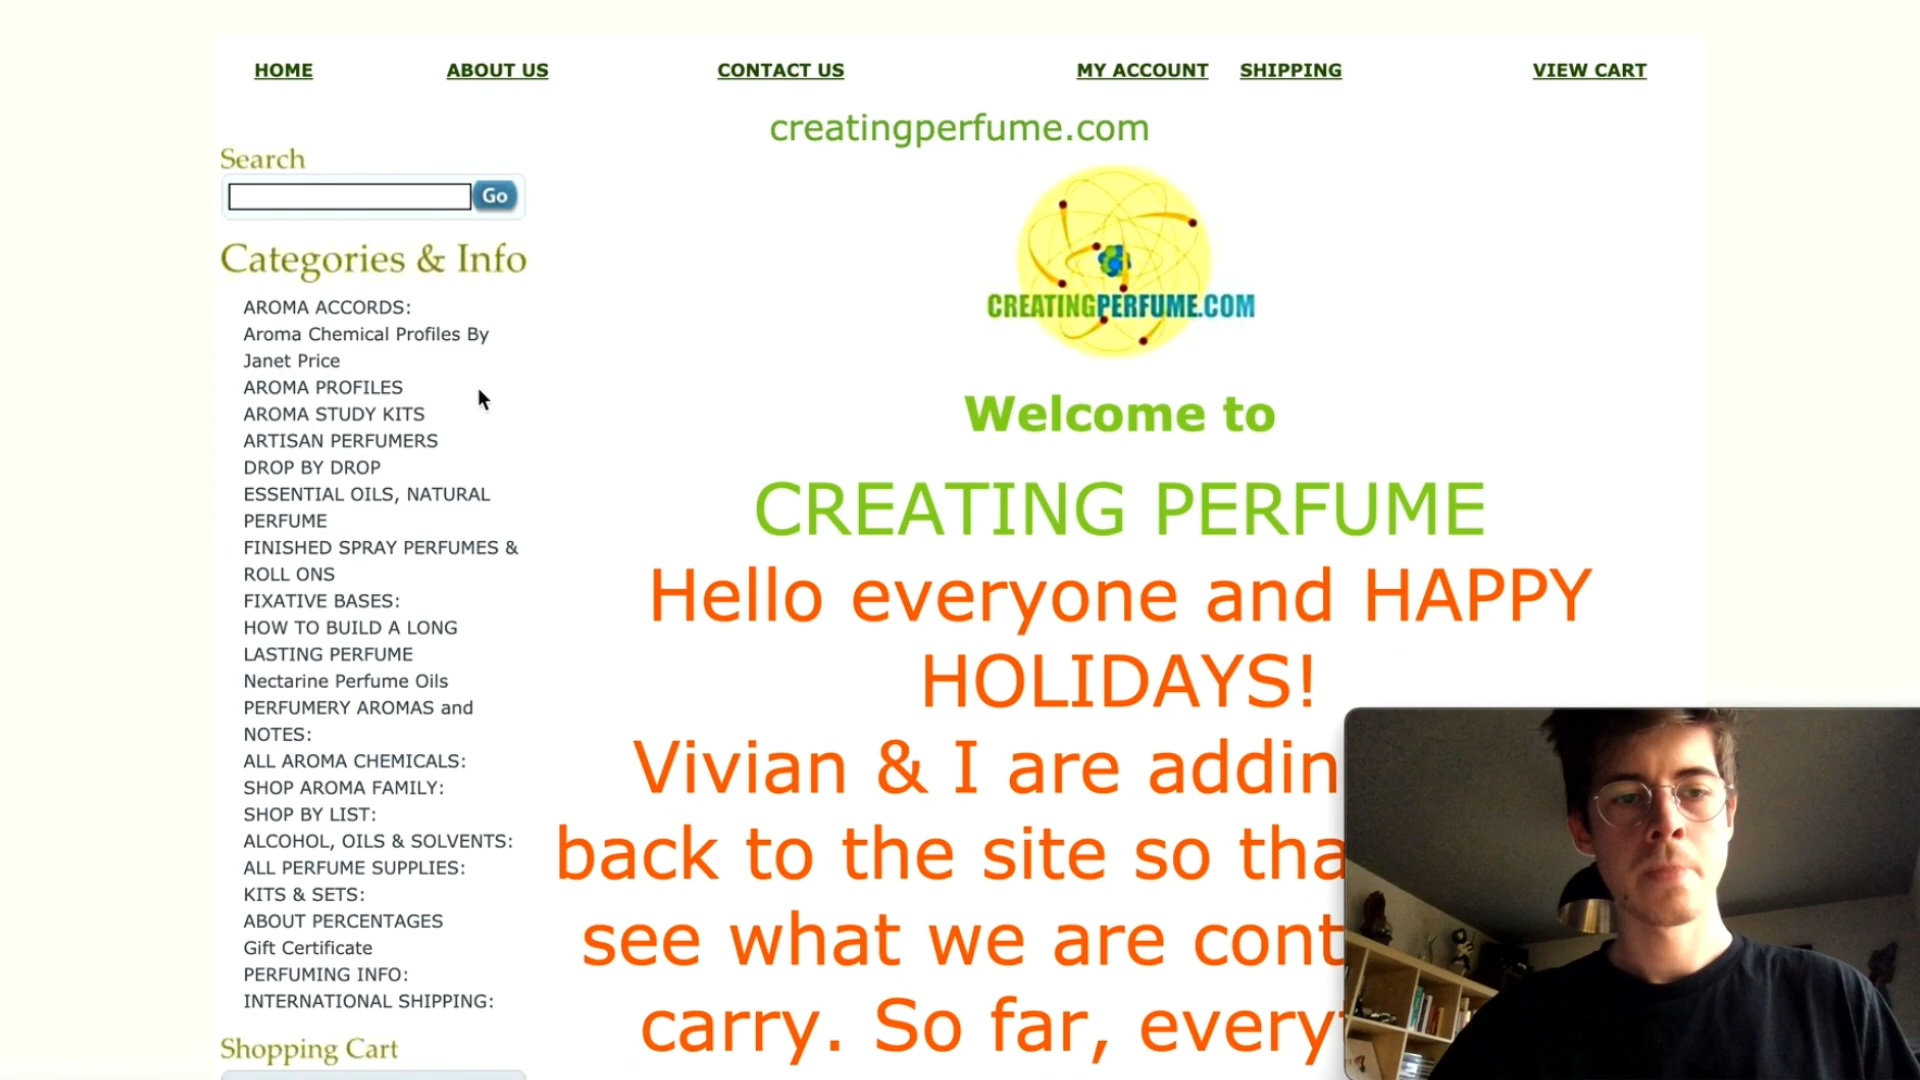 HOME ABOUT US CONTACT US MY ACCOUNT SHIPPING VIEW CART
creatingperfume.com
Search
Go
Categories & Info
AROMA ACCORDS:
Aroma Chemical Profiles By
Janet Price
AROMA PROFILES
AROMA STUDY KITS
ARTISAN PERFUMERS
DROP BY DROP
ESSENTIAL OILS, NATURAL
PERFUME
FINISHED SPRAY PERFUMES &
ROLL ONS
FIXATIVE BASES:
HOW TO BUILD A LONG
LASTING PERFUME
Nectarine Perfume Oils
PERFUMERY AROMAS and
NOTES:
ALL AROMA CHEMICALS:
SHOP AROMA FAMILY:
SHOP BY LIST:
ALCOHOL, OILS & SOLVENTS:
ALL PERFUME SUPPLIES:
KITS & SETS:
ABOUT PERCENTAGES
Gift Certificate
PERFUMING INFO:
INTERNATIONAL SHIPPING:
Shopping Cart
CREATINGPERFUME.COM
Welcome to
CREATING PERFUME
Hello everyone and HAPPY
HOLIDAYS!
Vivian & I are addin
back to the site so tha
see what we are cont
carry. So far, every